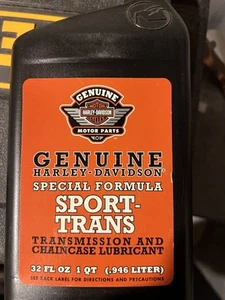 GENUINE
HARLEY-DAVIDSON
MOTOR PARTS
GENUINE
HARLEY-DAVIDSON®
SPECIAL FORMULA
SPORT-
TRANS
TRANSMISSION AND
CHAINCASE LUBRICANT
32 FL OZ 1 QT (.946 LITER)
SEE BACK LABEL FOR DIRECTIONS AND PRECAUTIONS